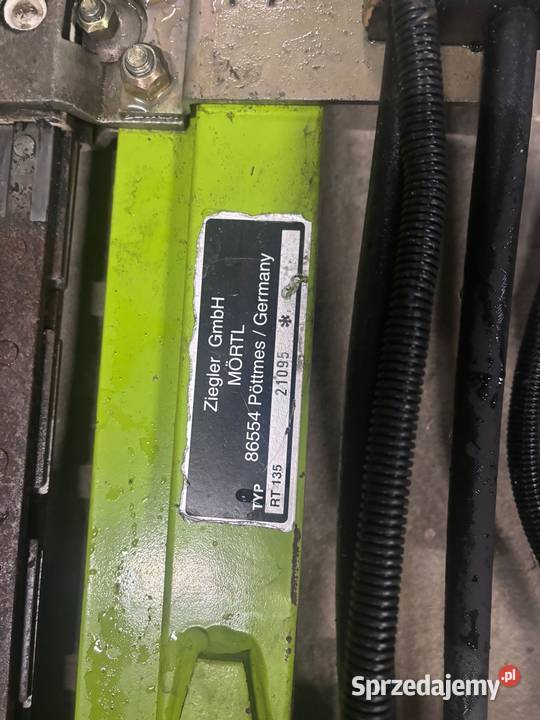 Ziegler GmbH
MÖRTL
86554 Pöttmes / Germany
TYP
RT 135 21095 *
Sprzedajemy.pl